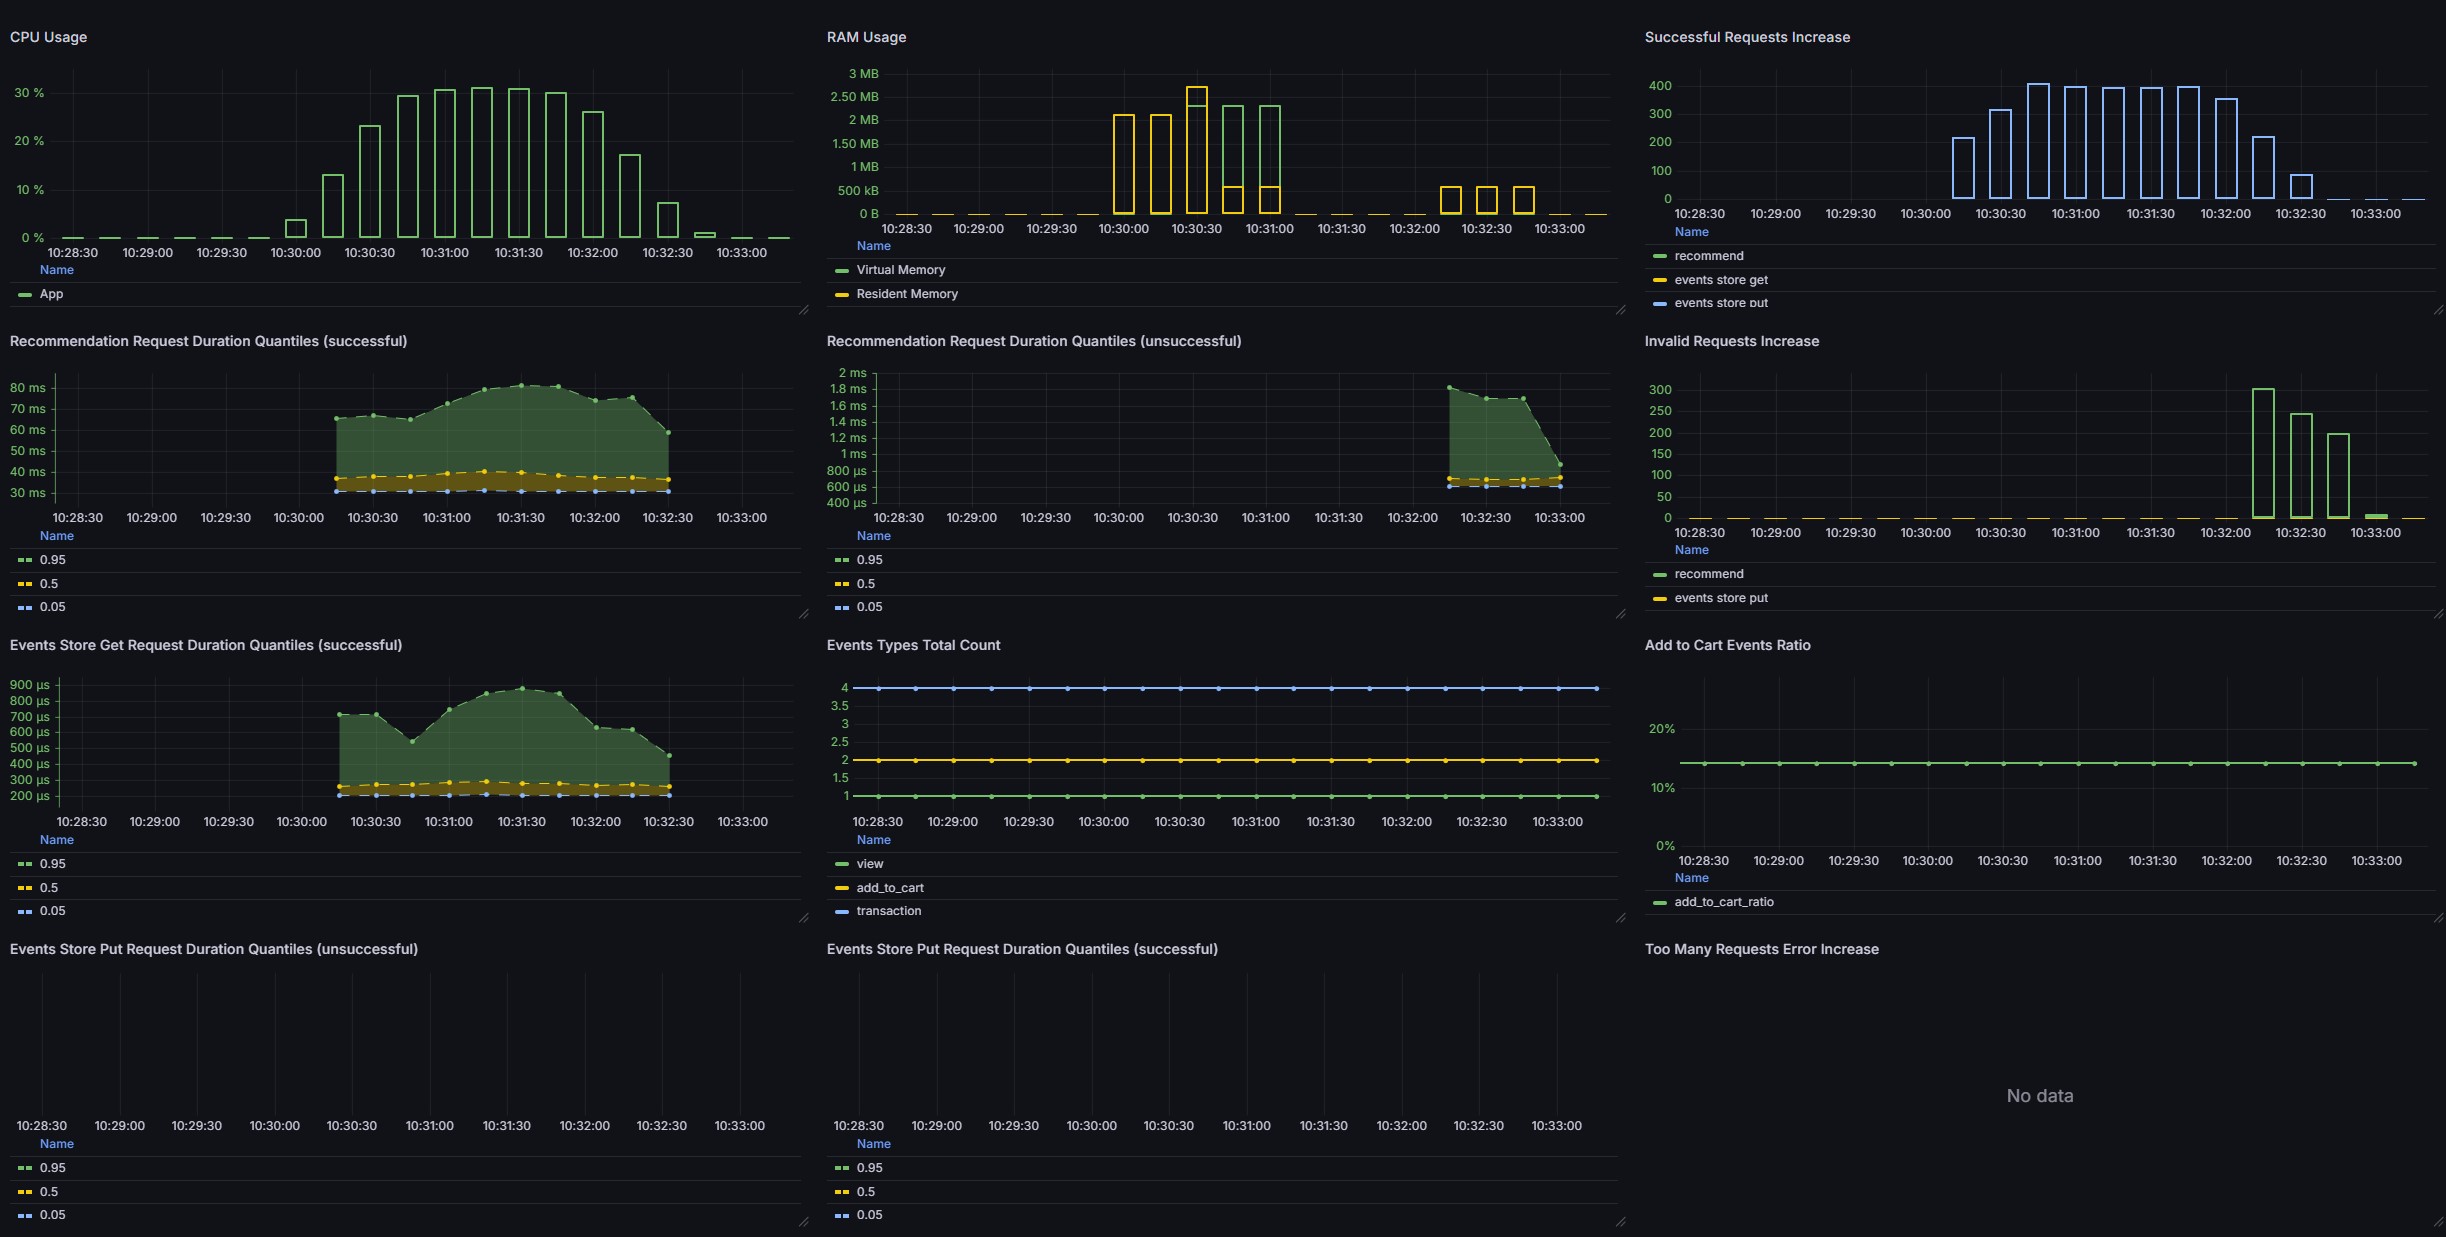 CPU Usage
30 %
20 %
10 %
0 %
10:28:30 10:29:00 10:29:30 10:30:00 10:30:30 10:31:00 10:31:30 10:32:00 10:32:30 10:33:00
Name
App
RAM Usage
3 MB
2.50 MB
2 MB
1.50 MB
1 MB
500 kB
0 B
10:28:30 10:29:00 10:29:30 10:30:00 10:30:30 10:31:00 10:31:30 10:32:00 10:32:30 10:33:00
Name
Virtual Memory
Resident Memory
Successful Requests Increase
400
300
200
100
0
10:28:30 10:29:00 10:29:30 10:30:00 10:30:30 10:31:00 10:31:30 10:32:00 10:32:30 10:33:00
Name
recommend
events store get
events store put
Recommendation Request Duration Quantiles (successful)
80 ms
70 ms
60 ms
50 ms
40 ms
30 ms
10:28:30 10:29:00 10:29:30 10:30:00 10:30:30 10:31:00 10:31:30 10:32:00 10:32:30 10:33:00
Name
0.95
0.5
0.05
Recommendation Request Duration Quantiles (unsuccessful)
2 ms
1.8 ms
1.6 ms
1.4 ms
1.2 ms
1 ms
800 µs
600 µs
400 µs
10:28:30 10:29:00 10:29:30 10:30:00 10:30:30 10:31:00 10:31:30 10:32:00 10:32:30 10:33:00
Name
0.95
0.5
0.05
Invalid Requests Increase
300
250
200
150
100
50
0
10:28:30 10:29:00 10:29:30 10:30:00 10:30:30 10:31:00 10:31:30 10:32:00 10:32:30 10:33:00
Name
recommend
events store put
Events Store Get Request Duration Quantiles (successful)
900 µs
800 µs
700 µs
600 µs
500 µs
400 µs
300 µs
200 µs
10:28:30 10:29:00 10:29:30 10:30:00 10:30:30 10:31:00 10:31:30 10:32:00 10:32:30 10:33:00
Name
0.95
0.5
0.05
Events Types Total Count
4
3.5
3
2.5
2
1.5
1
10:28:30 10:29:00 10:29:30 10:30:00 10:30:30 10:31:00 10:31:30 10:32:00 10:32:30 10:33:00
Name
view
add_to_cart
transaction
Add to Cart Events Ratio
20%
10%
0%
10:28:30 10:29:00 10:29:30 10:30:00 10:30:30 10:31:00 10:31:30 10:32:00 10:32:30 10:33:00
Name
add_to_cart_ratio
Events Store Put Request Duration Quantiles (unsuccessful)
10:28:30 10:29:00 10:29:30 10:30:00 10:30:30 10:31:00 10:31:30 10:32:00 10:32:30 10:33:00
Name
0.95
0.5
0.05
Events Store Put Request Duration Quantiles (successful)
10:28:30 10:29:00 10:29:30 10:30:00 10:30:30 10:31:00 10:31:30 10:32:00 10:32:30 10:33:00
Name
0.95
0.5
0.05
Too Many Requests Error Increase
No data